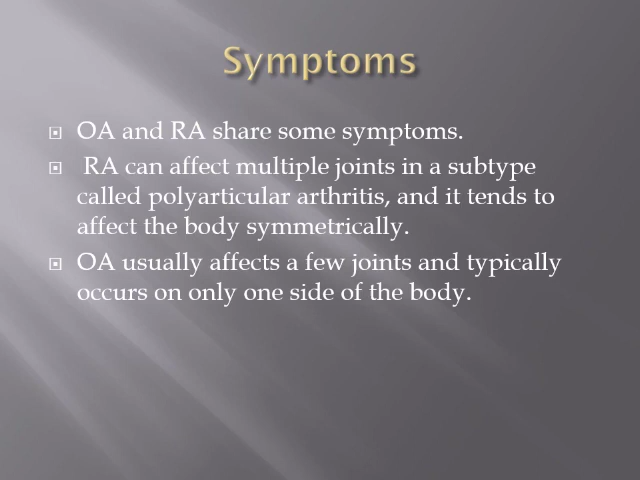 Symptoms
OA and RA share some symptoms.
RA can affect multiple joints in a subtype
called polyarticular arthritis, and it tends to
affect the body symmetrically.
OA usually affects a few joints and typically
occurs on only one side of the body.